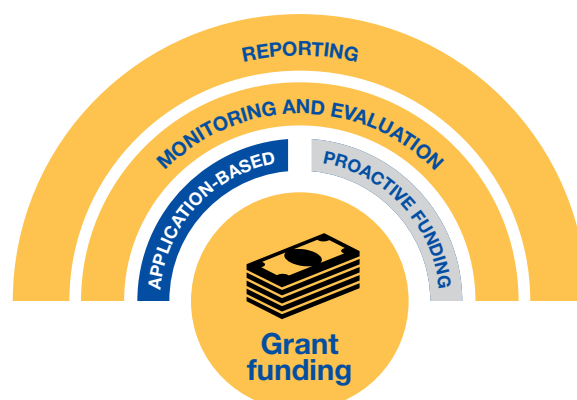 REPORTING
MONITORING AND EVALUATION
APPLICATION-BASED
PROACTIVE FUNDING
Grant
funding